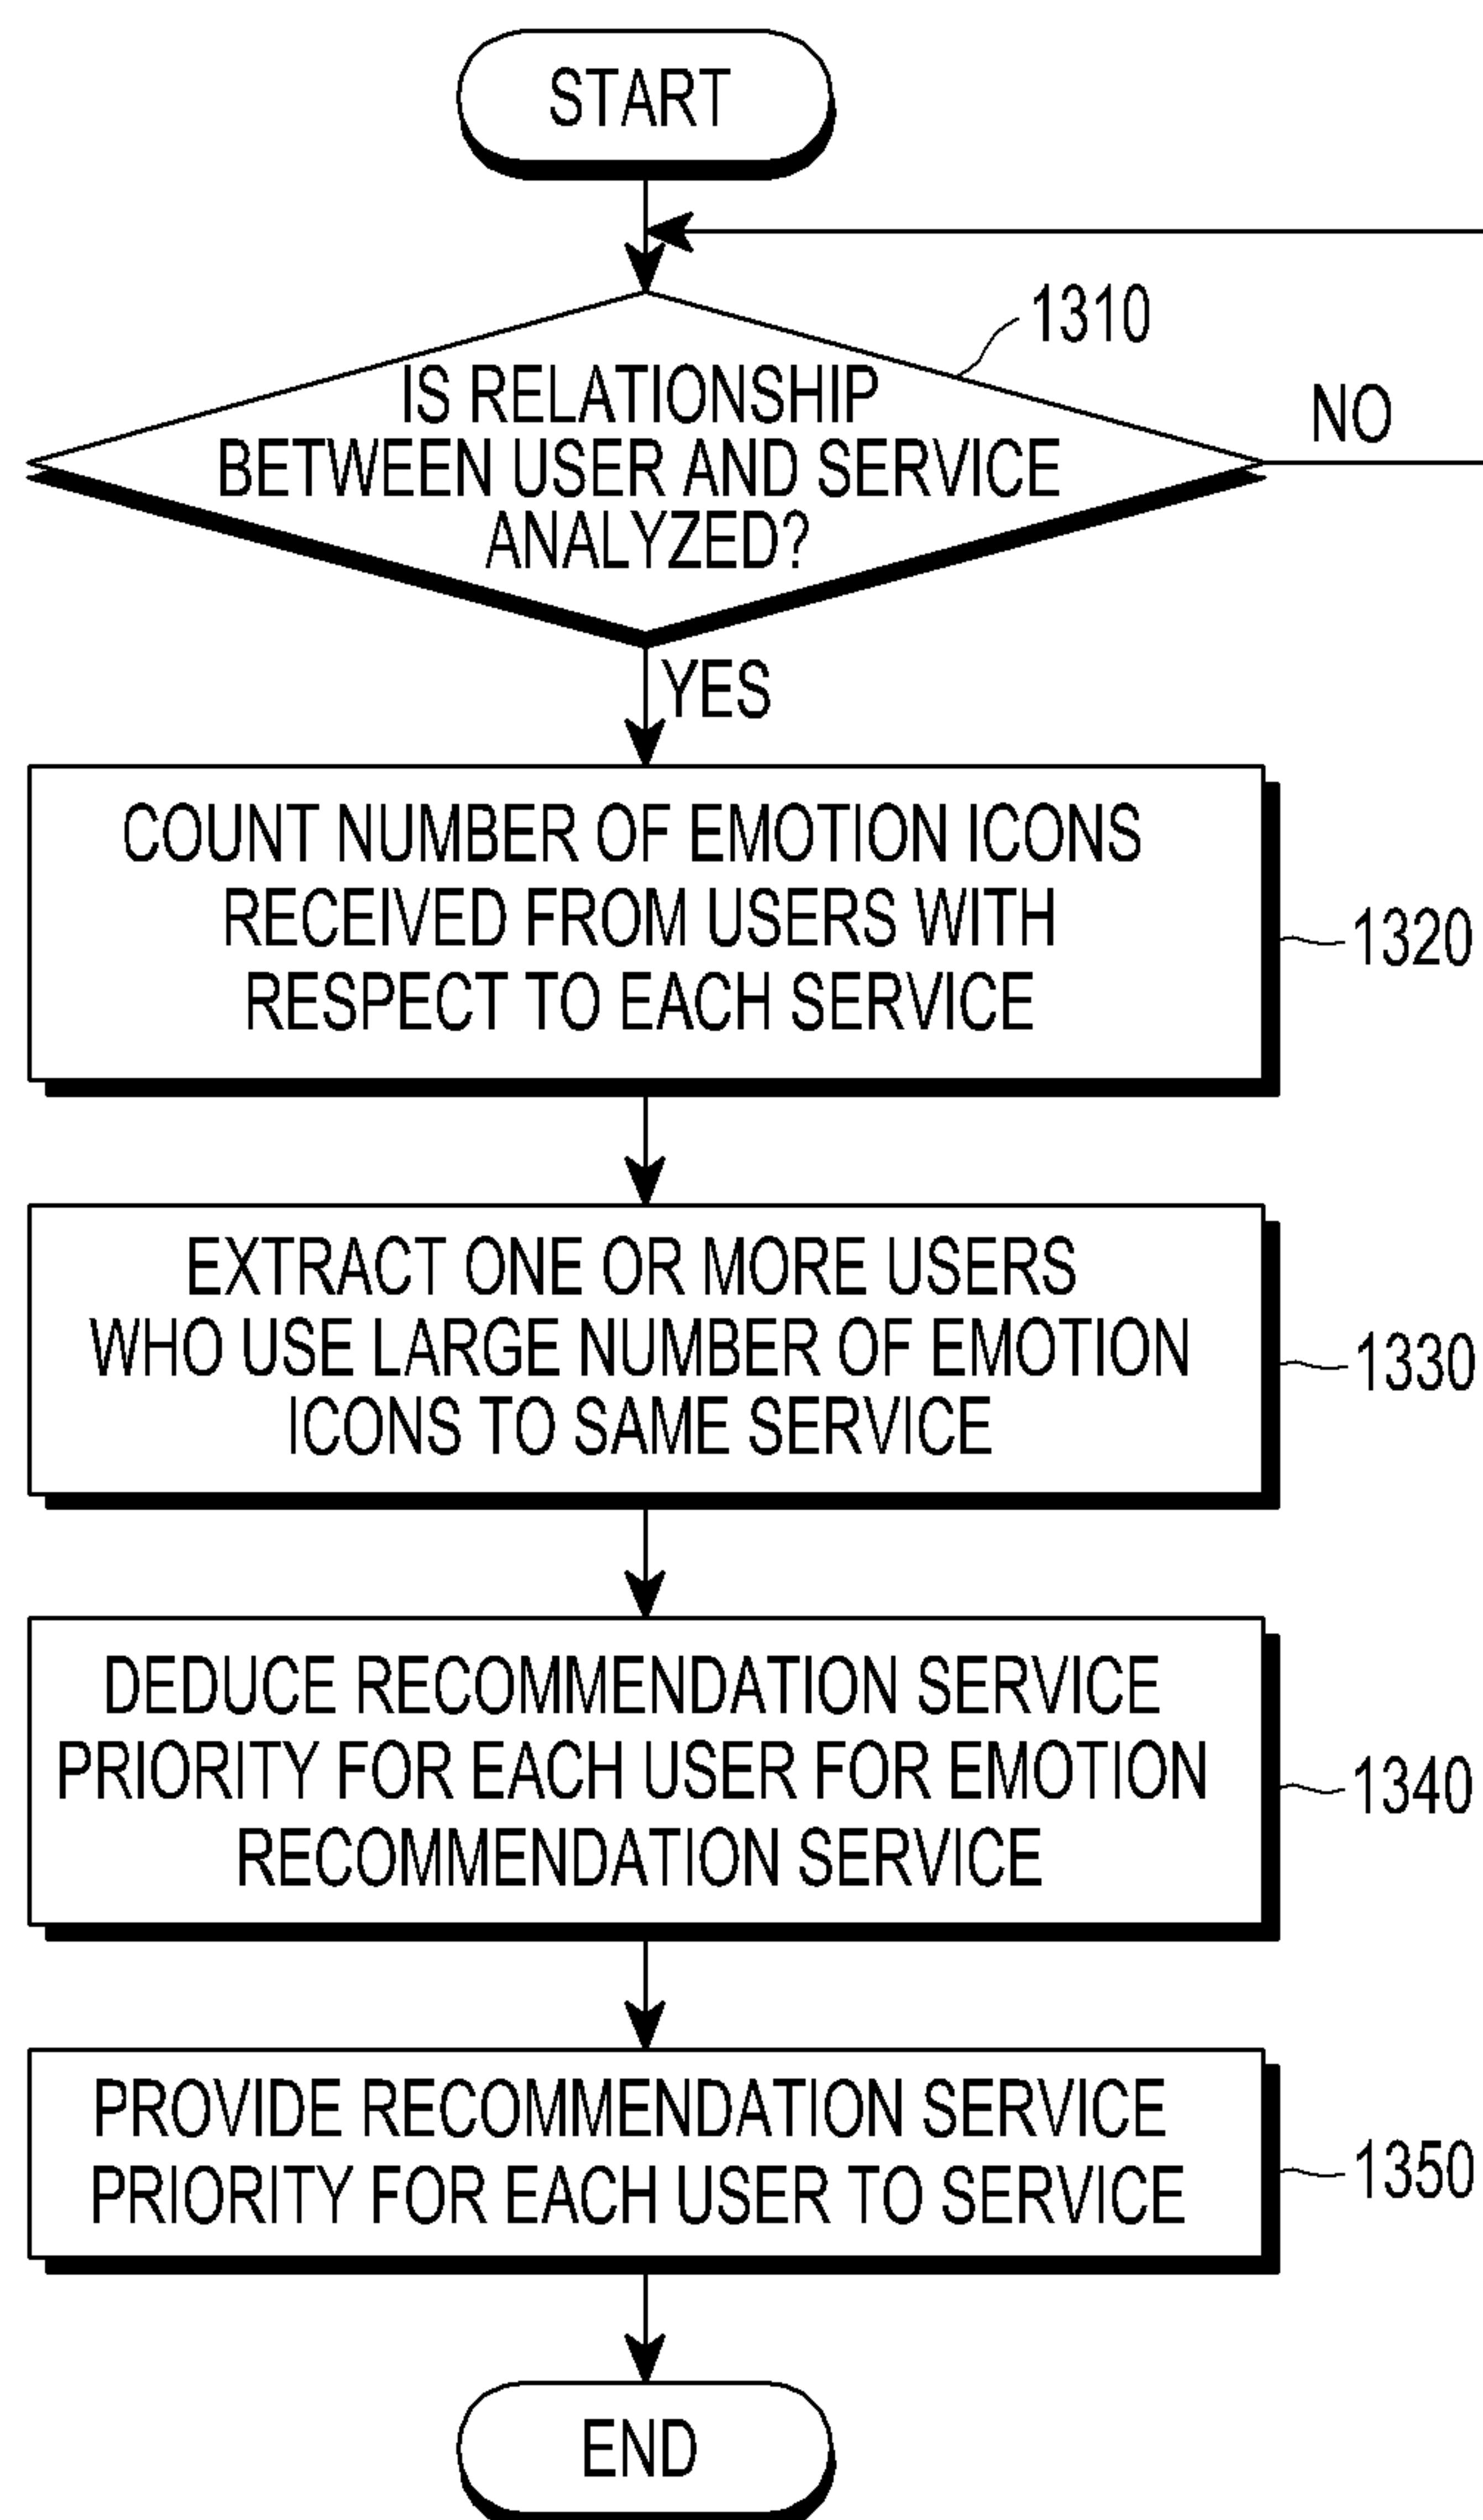 START
1310
IS RELATIONSHIP
BETWEEN USER AND SERVICE
ANALYZED?
NO
YES
COUNT NUMBER OF EMOTION ICONS
RECEIVED FROM USERS WITH
RESPECT TO EACH SERVICE
1320
EXTRACT ONE OR MORE USERS
WHO USE LARGE NUMBER OF EMOTION
ICONS TO SAME SERVICE
1330
DEDUCE RECOMMENDATION SERVICE
PRIORITY FOR EACH USER FOR EMOTION
RECOMMENDATION SERVICE
1340
PROVIDE RECOMMENDATION SERVICE
PRIORITY FOR EACH USER TO SERVICE
1350
END